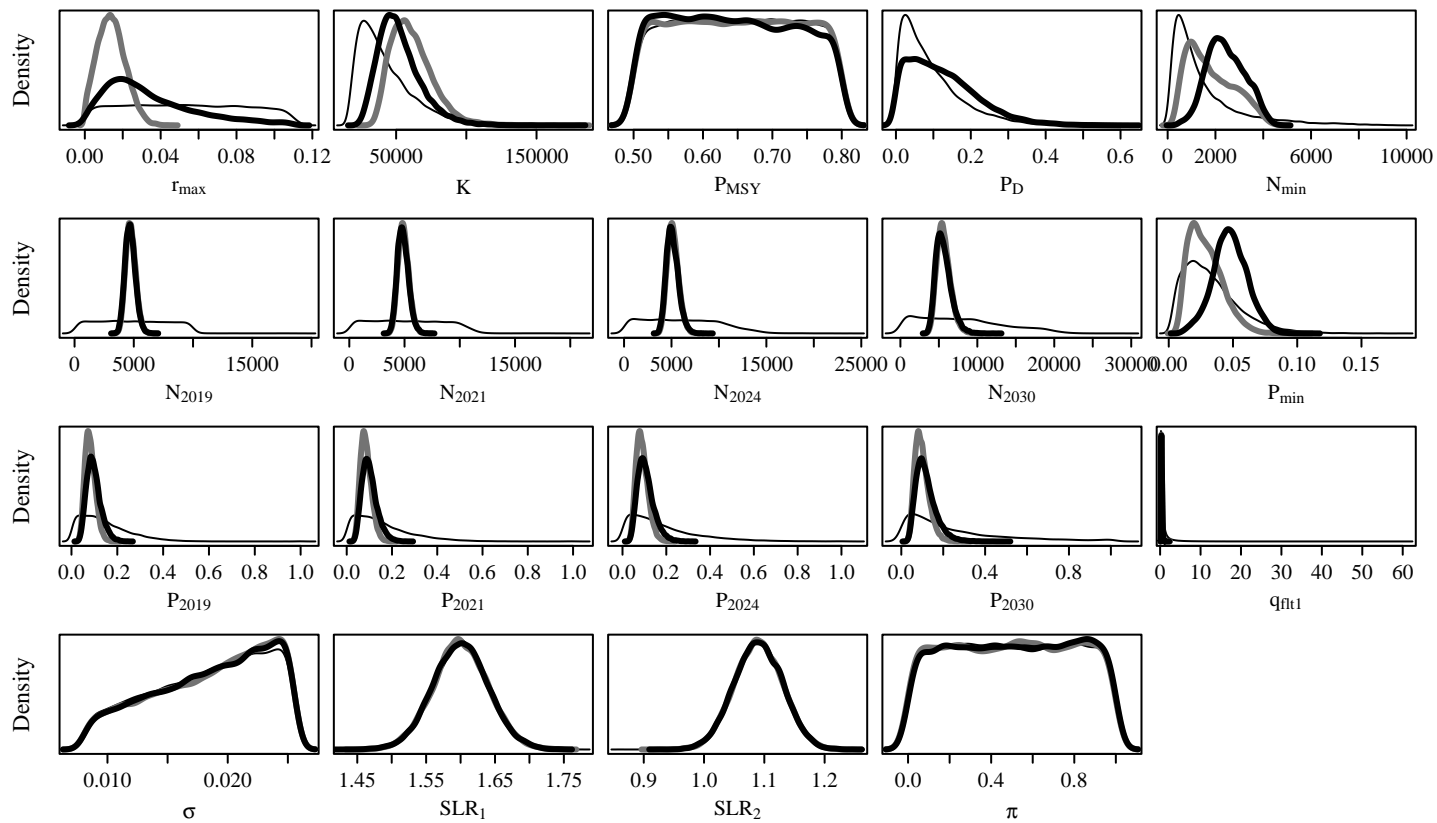 Density
0.00 0.04 0.08 0.12
r_max
50000 150000
K
0.50 0.60 0.70 0.80
P_MSY
0.0 0.2 0.4 0.6
P_D
0 2000 6000 10000
N_min
Density
0 5000 15000
N_2019
0 5000 15000
N_2021
0 5000 15000 25000
N_2024
0 10000 20000 30000
N_2030
0.00 0.05 0.10 0.15
P_min
Density
0.0 0.2 0.4 0.6 0.8 1.0
P_2019
0.0 0.2 0.4 0.6 0.8 1.0
P_2021
0.0 0.2 0.4 0.6 0.8 1.0
P_2024
0.0 0.4 0.8
P_2030
0 10 20 30 40 50 60
q_flt1
Density
0.010 0.020
σ
1.45 1.55 1.65 1.75
SLR_1
0.9 1.0 1.1 1.2
SLR_2
0.0 0.4 0.8
π